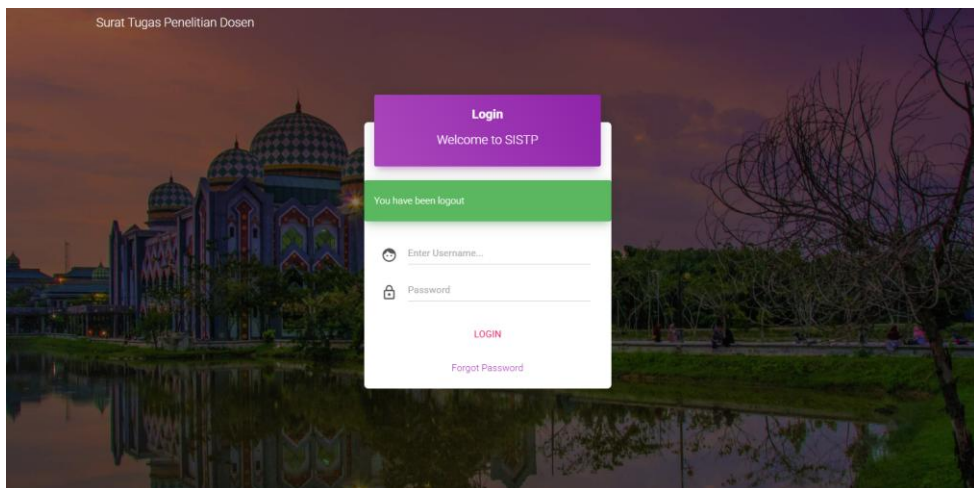 Surat Tugas Penelitian Dosen
Login
Welcome to SISTP
You have been logout
Enter Username...
Password
LOGIN
Forgot Password